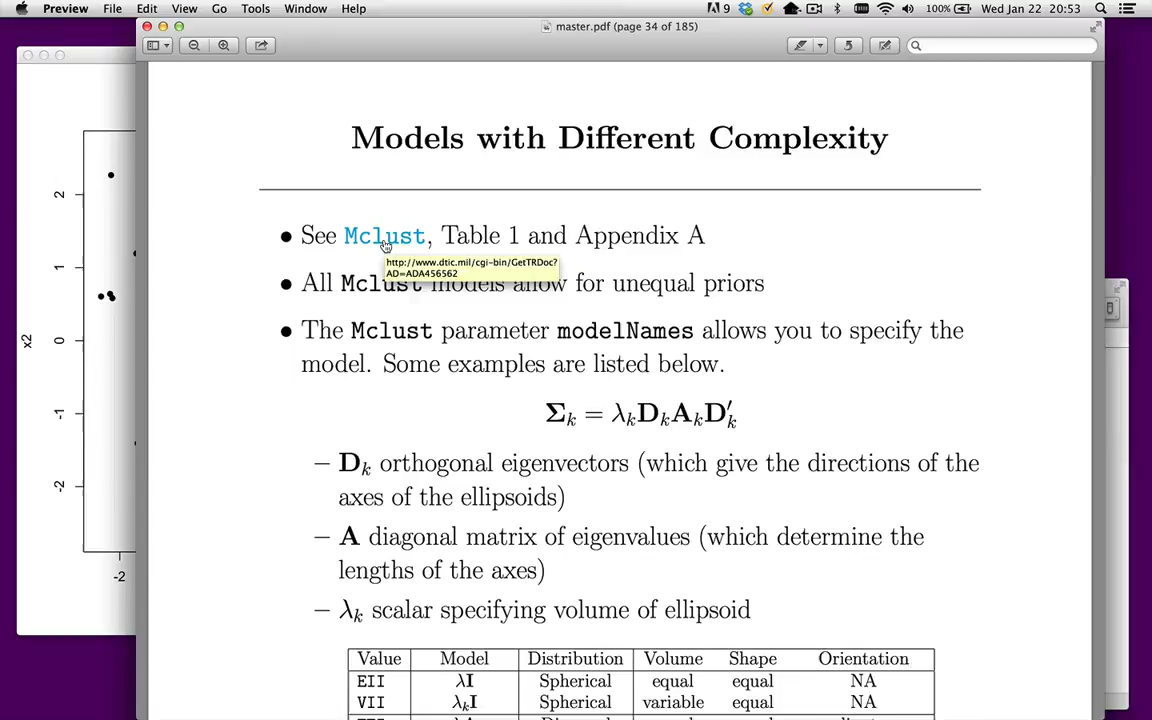 Preview File Edit View Go Tools Window Help 9 100% Wed Jan 22 20:53
master.pdf (page 34 of 185)
Models with Different Complexity
• See Mclust, Table 1 and Appendix A
http://www.dtic.mil/cgi-bin/GetTRDoc?
AD=ADA456562
• All Mclust models allow for unequal priors
• The Mclust parameter modelNames allows you to specify the
model. Some examples are listed below.
Σₖ = λₖDₖAₖD′ₖ
– Dₖ orthogonal eigenvectors (which give the directions of the
axes of the ellipsoids)
– A diagonal matrix of eigenvalues (which determine the
lengths of the axes)
– λₖ scalar specifying volume of ellipsoid
Value Model Distribution Volume Shape Orientation
EII λI Spherical equal equal NA
VII λₖI Spherical variable equal NA
x2
2
1
0
-1
-2
-2